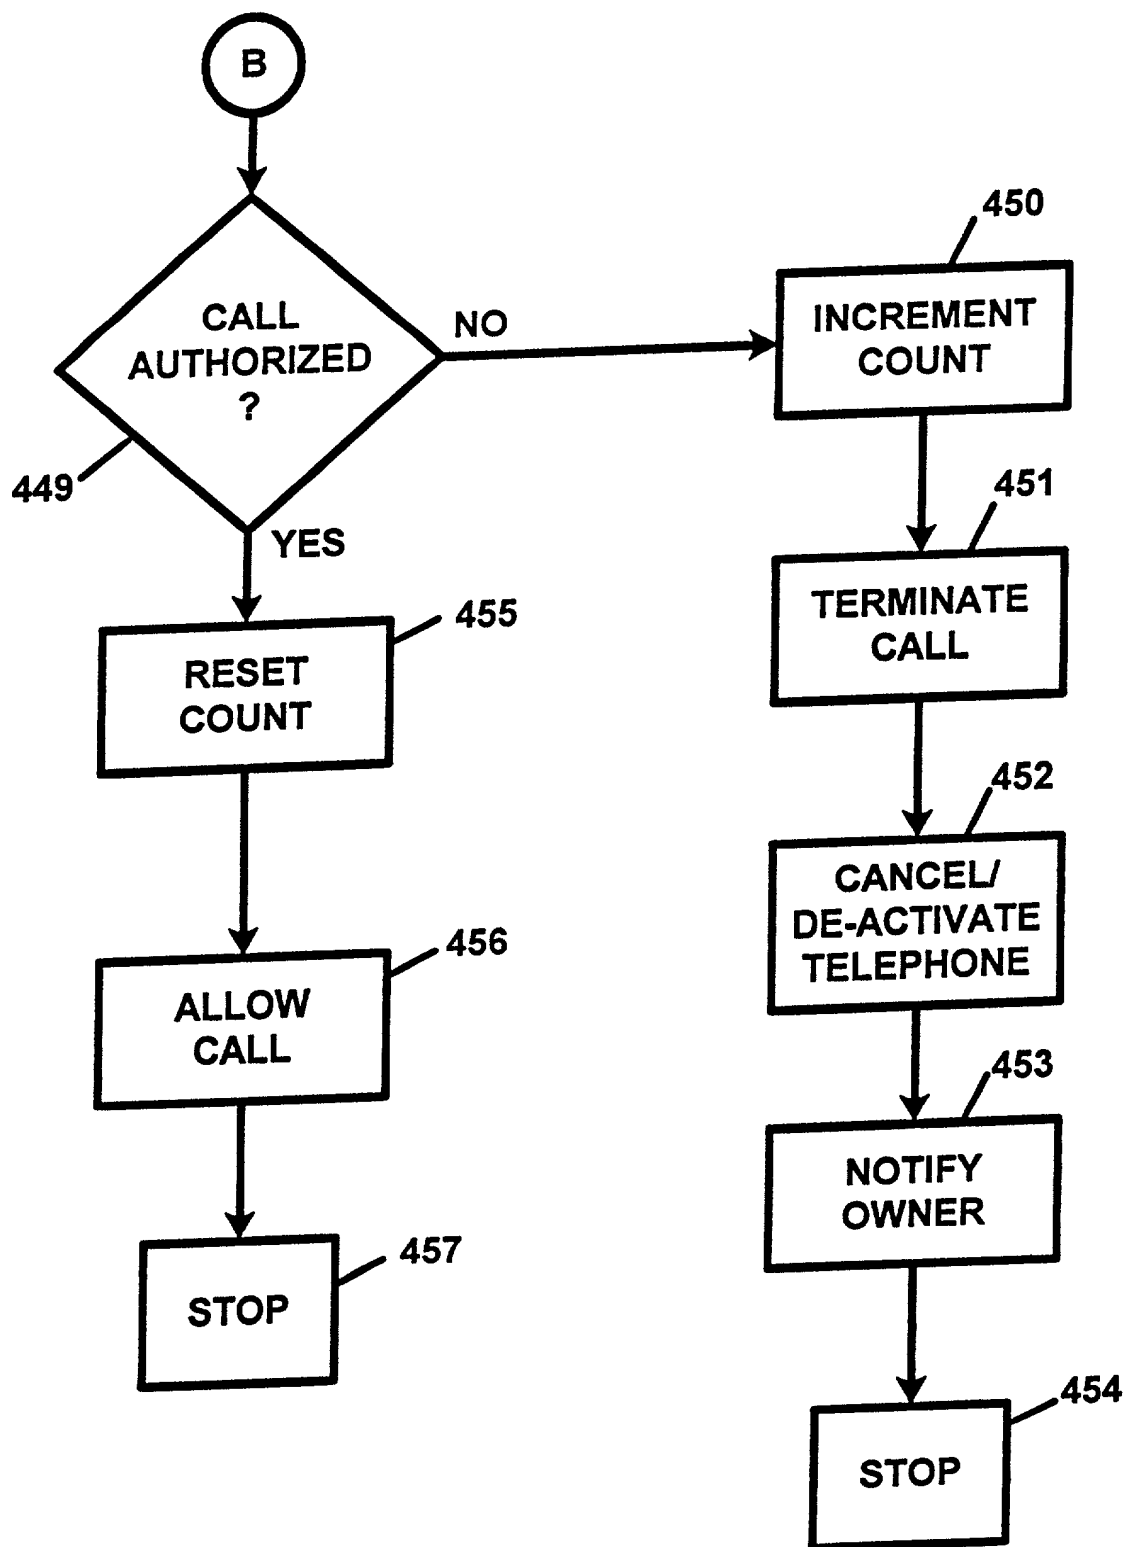 B
CALL
AUTHORIZED
?
449
NO
YES
450
INCREMENT
COUNT
451
TERMINATE
CALL
452
CANCEL/
DE-ACTIVATE
TELEPHONE
453
NOTIFY
OWNER
454
STOP
455
RESET
COUNT
456
ALLOW
CALL
457
STOP